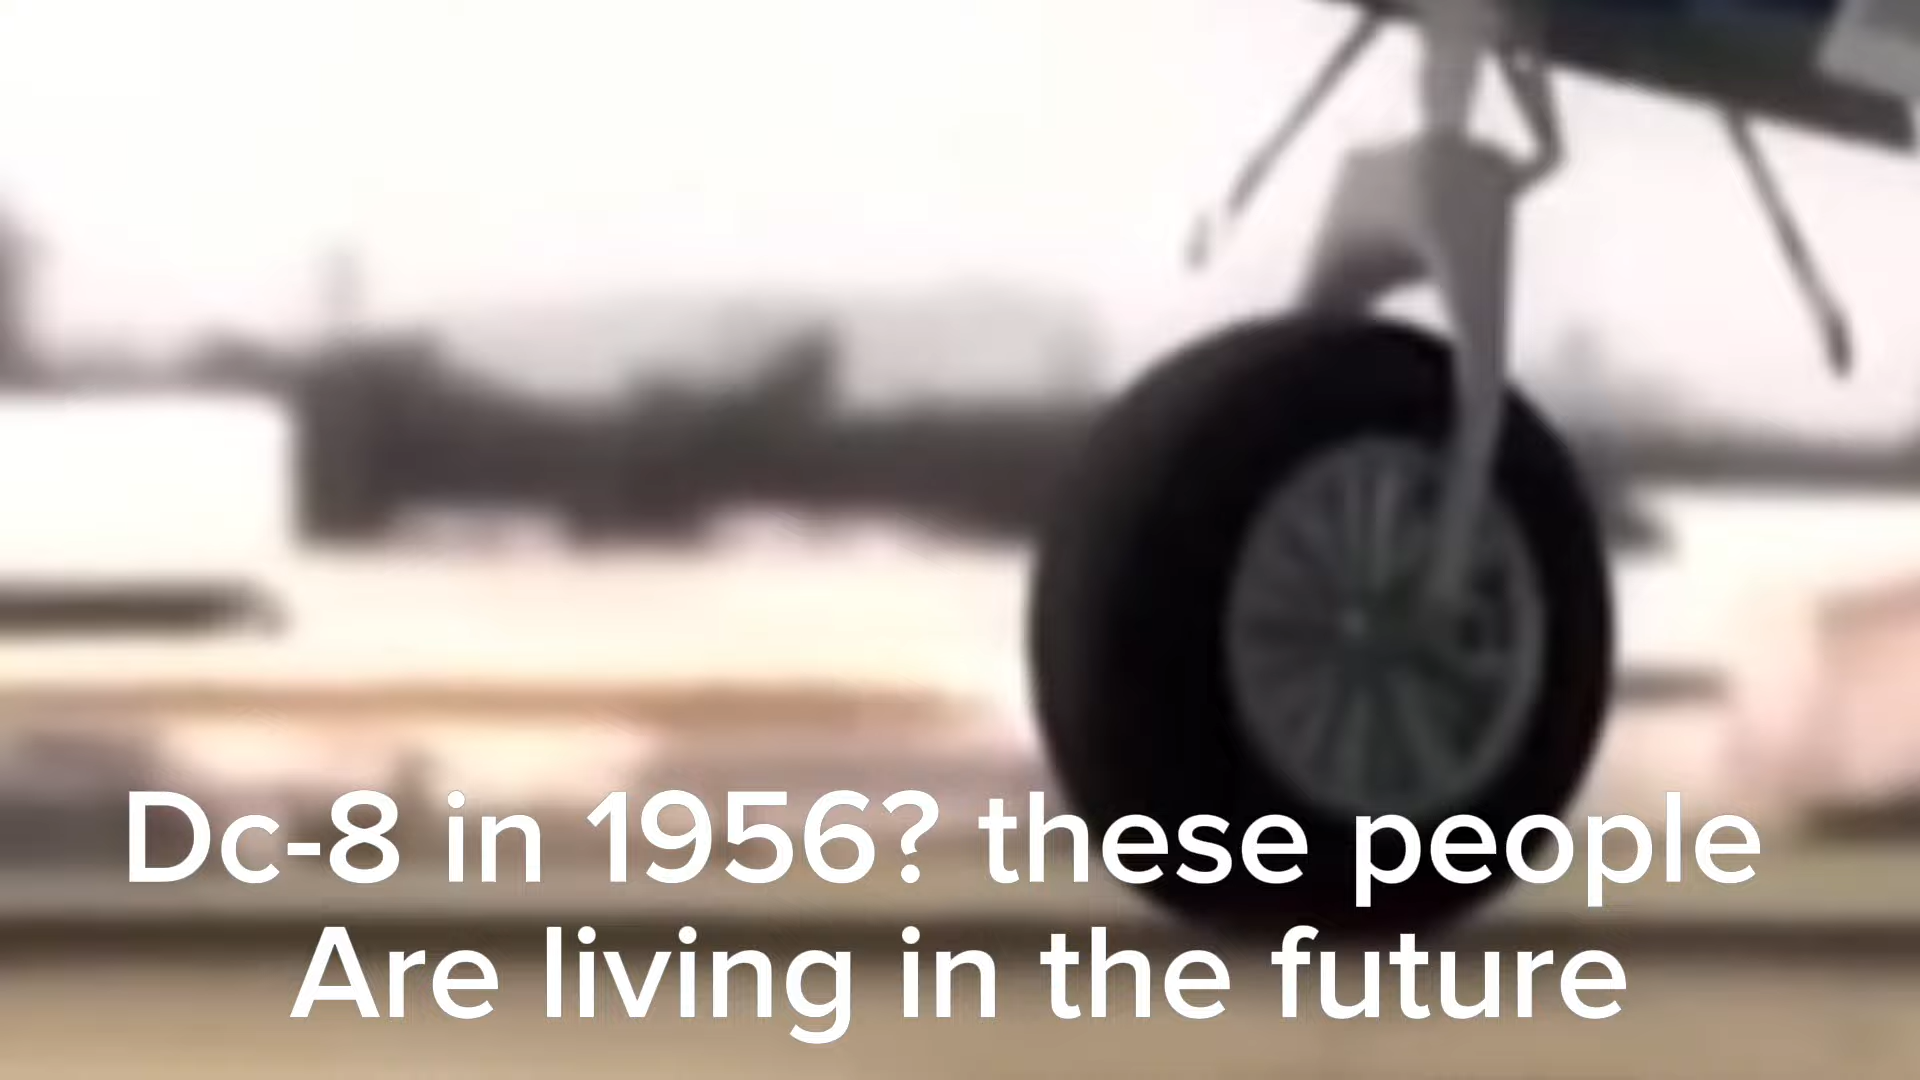 Dc-8 in 1956? these people
Are living in the future